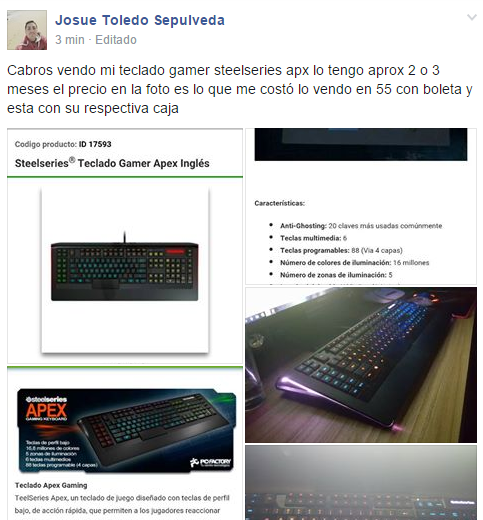 Josue Toledo Sepulveda
3 min · Editado
Cabros vendo mi teclado gamer steelseries apx lo tengo aprox 2 o 3
meses el precio en la foto es lo que me costó lo vendo en 55 con boleta y
esta con su respectiva caja
Codigo producto: ID 17593
Steelseries® Teclado Gamer Apex Inglés
Características:
Anti-Ghosting: 20 claves más usadas comúnmente
Teclas multimedia: 6
Teclas programables: 88 (Via 4 capas)
Número de colores de iluminación: 16 millones
Número de zonas de iluminación: 5
steelseries
APEX
GAMING KEYBOARD
Teclas de perfil bajo
16,8 millones de colores
5 zonas de iluminación
6 teclas multimedios
88 teclas programable (4 capas)
PC FACTORY
Teclado Apex Gaming
TeelSeries Apex, un teclado de juego diseñado con teclas de perfil
bajo, de acción rápida, que permiten a los jugadores reaccionar